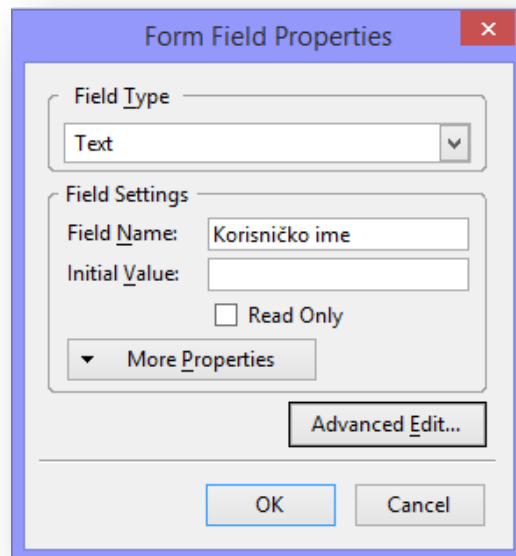 Form Field Properties
Field Type
Text
Field Settings
Field Name: Korisničko ime
Initial Value:
Read Only
More Properties
Advanced Edit...
OK Cancel